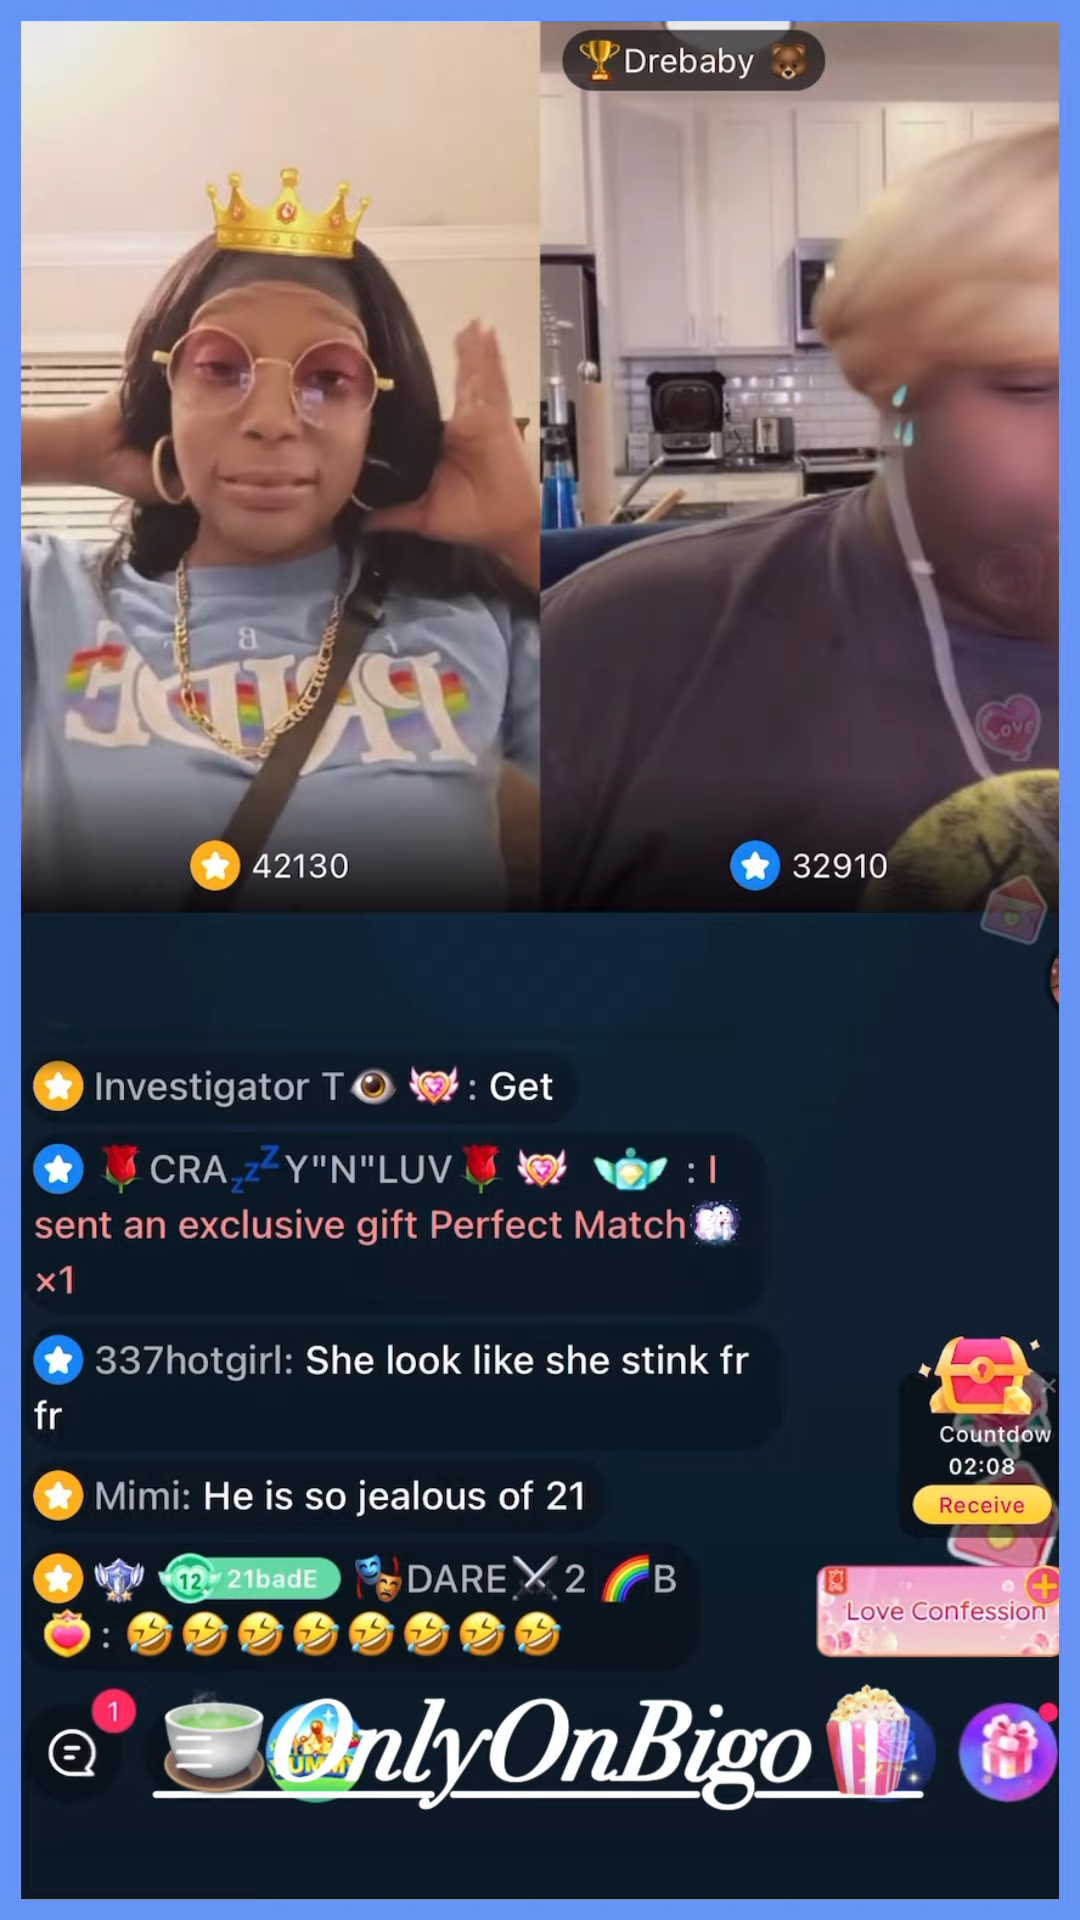 🏆Drebaby 🐻
PRIDE
LOVE
42130
32910
Investigator T👁️ : Get
🌹CRA💤Y"N"LUV🌹 : I
sent an exclusive gift Perfect Match
×1
337hotgirl: She look like she stink fr
fr
Mimi: He is so jealous of 21
12 21badE 🎭DARE⚔️2 🌈B
: 🤣🤣🤣🤣🤣🤣🤣🤣
Countdow
02:08
Receive
Love Confession
1
OnlyOnBigo